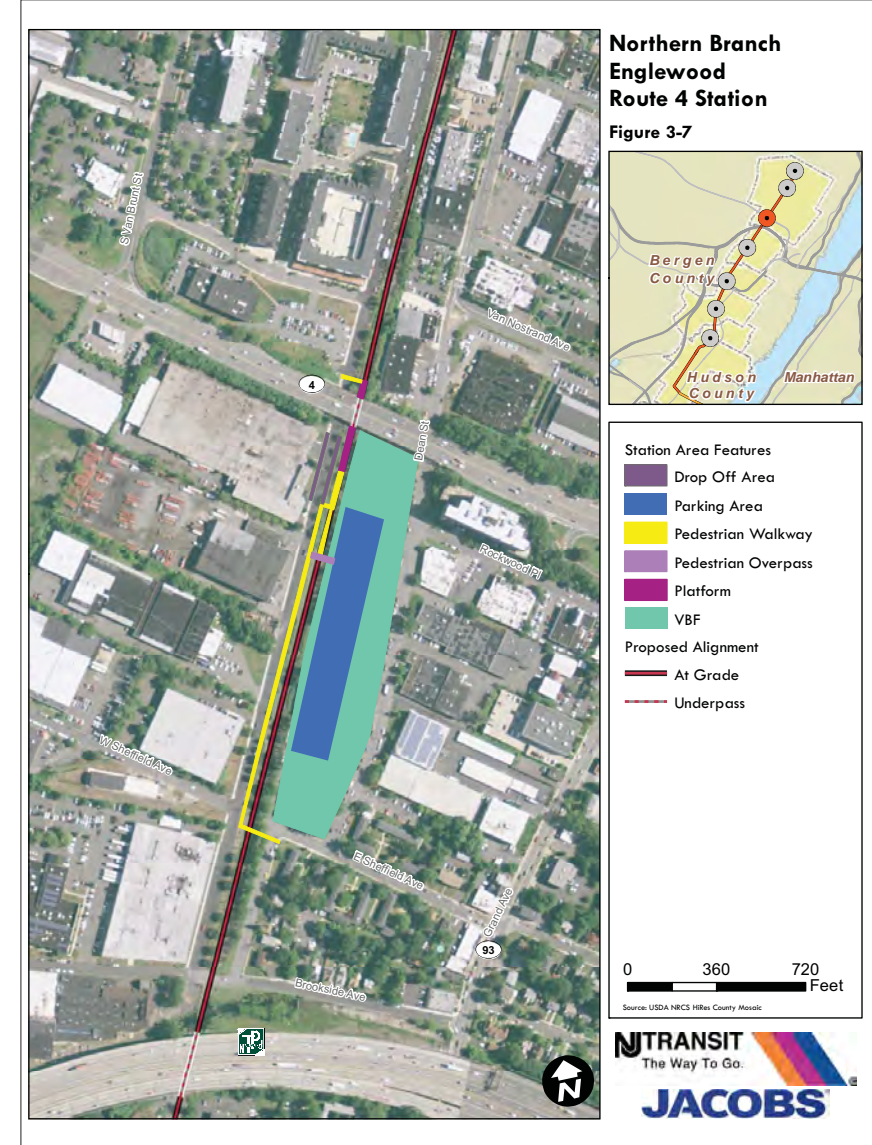 Northern Branch
Englewood
Route 4 Station
Figure 3-7
Bergen
County
Hudson
County
Manhattan
S Van Brunt St
Van Nostrand Ave
4
Dean St
Rockwood Pl
W Sheffield Ave
E Sheffield Ave
Grand Ave
93
Brookside Ave
N
Station Area Features
Drop Off Area
Parking Area
Pedestrian Walkway
Pedestrian Overpass
Platform
VBF
Proposed Alignment
At Grade
Underpass
0 360 720
Feet
Source: USDA NRCS HiRes County Mosaic
NJ TRANSIT
The Way To Go.
JACOBS